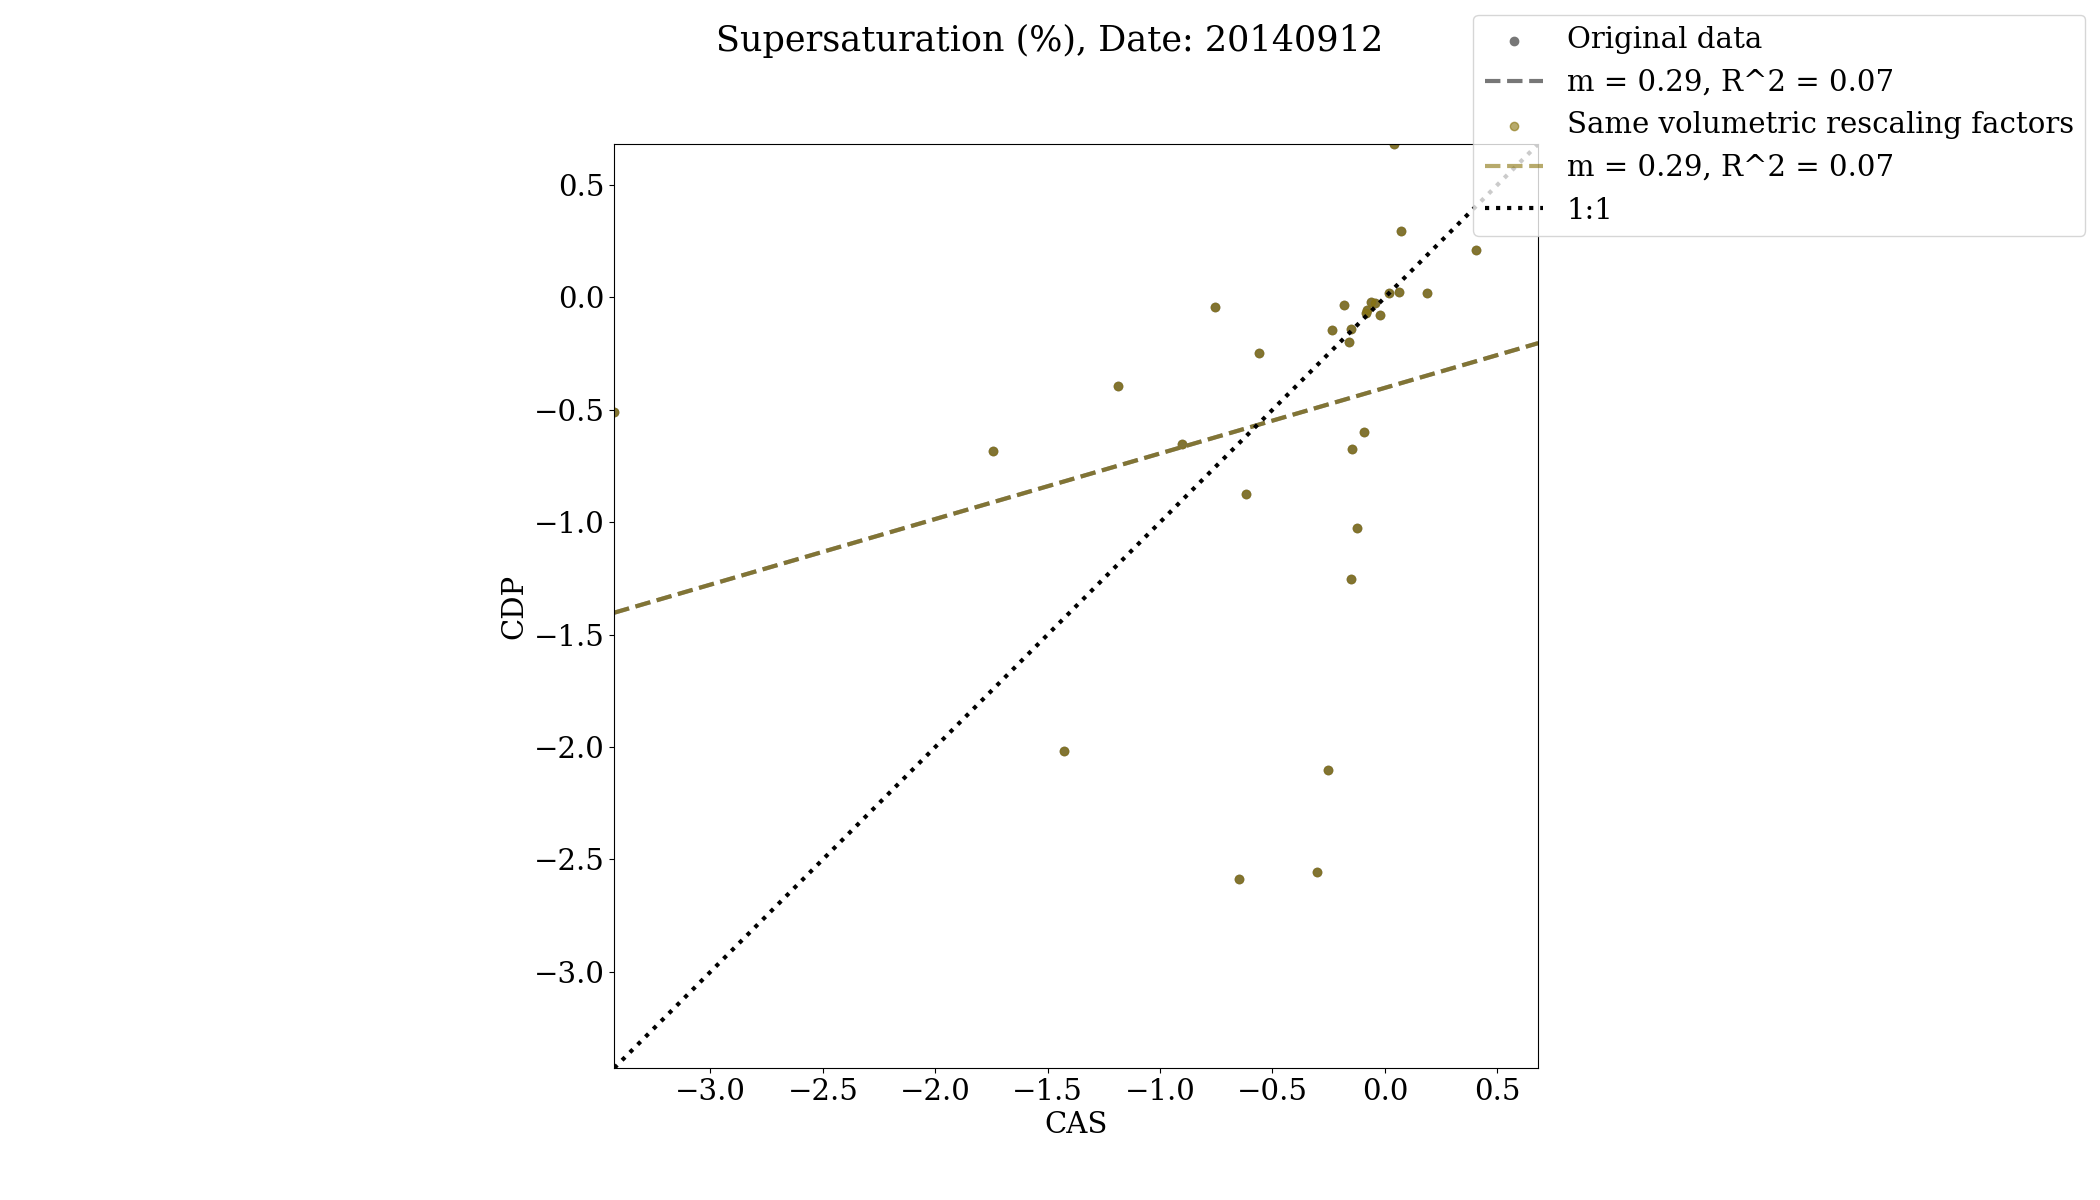 Supersaturation (%), Date: 20140912
Original data
m = 0.29, R^2 = 0.07
Same volumetric rescaling factors
m = 0.29, R^2 = 0.07
1:1
0.5
0.0
−0.5
−1.0
−1.5
−2.0
−2.5
−3.0
CDP
−3.0 −2.5 −2.0 −1.5 −1.0 −0.5 0.0 0.5
CAS